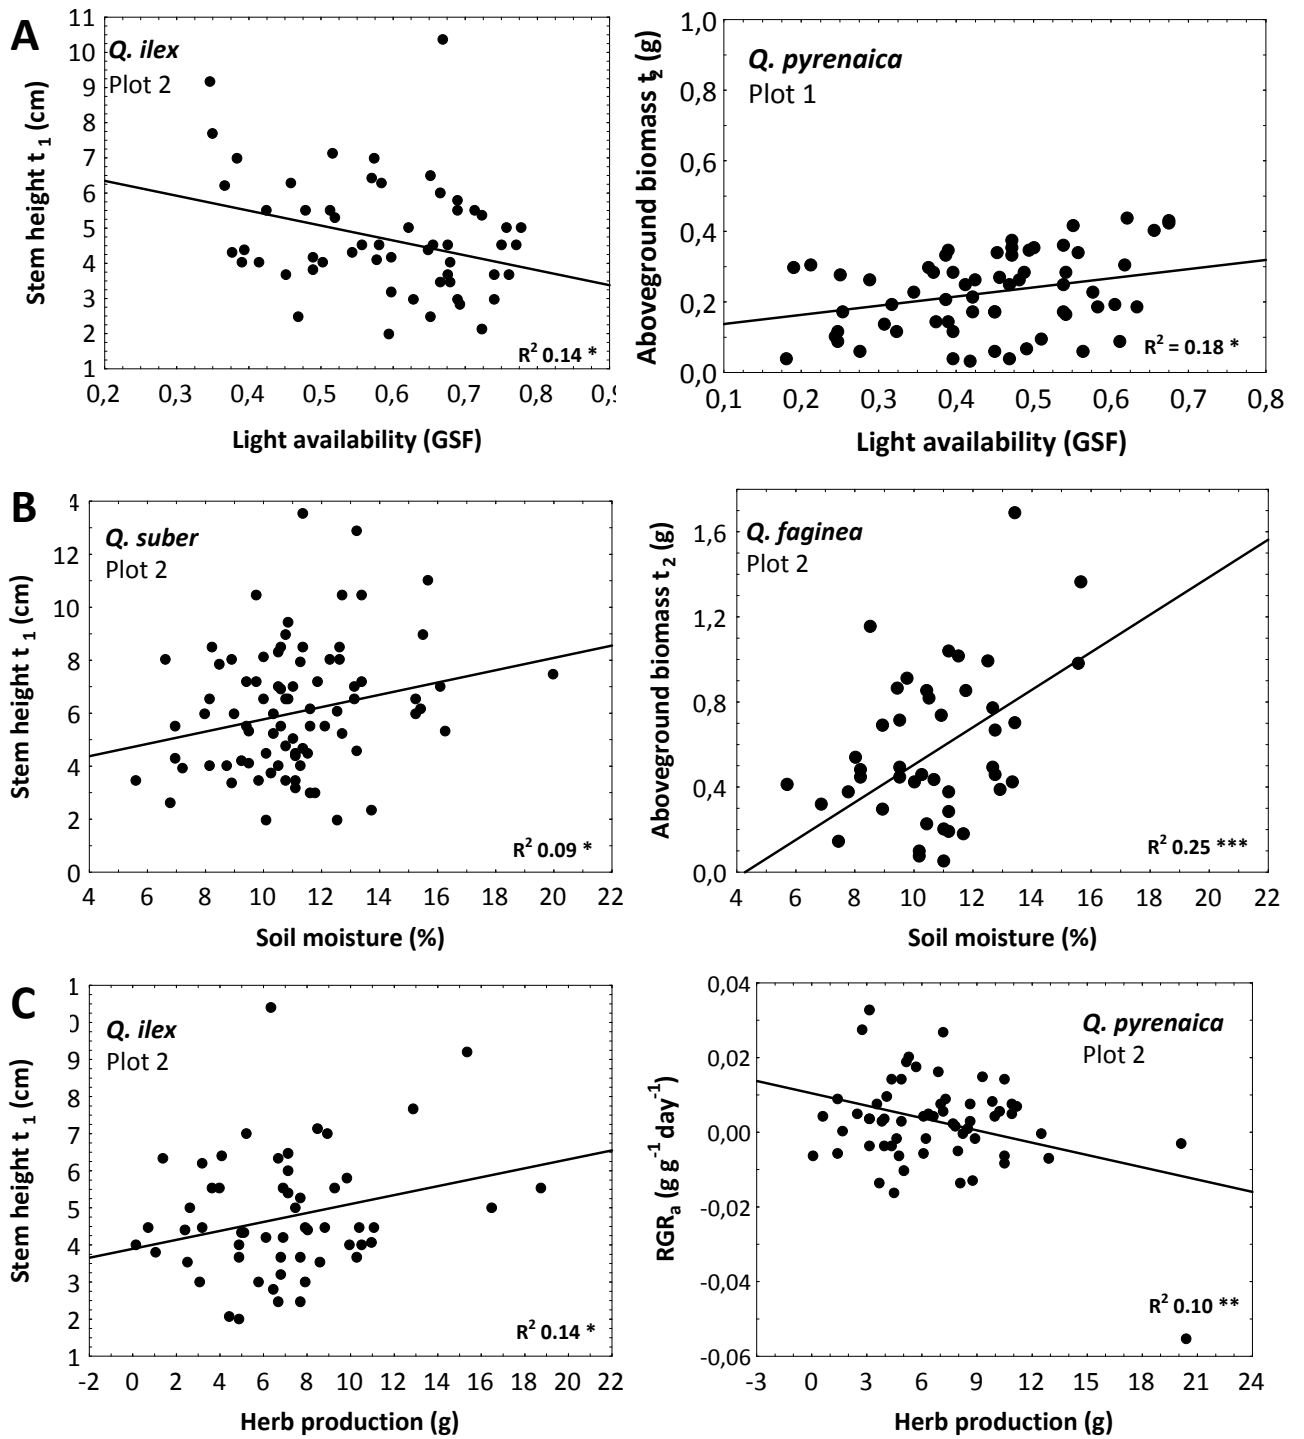 A
Q. ilex
Plot 2
Stem height t 1 (cm)
11
10
9
8
7
6
5
4
3
2
1
R2 0.14 *
0,2 0,3 0,5 0,6 0,7 0,8
Light availability (GSF)
Q. pyrenaica
Plot 1
Aboveground biomass t2 (g)
1,0
0,8
0,6
0,4
0,2
0,0
R2 = 0.18 *
0,1 0,2 0,3 0,4 0,5 0,6 0,7 0,8
Light availability (GSF)
B
Q. suber
Plot 2
Stem height t 1 (cm)
4
12
10
8
6
4
2
0
R2 0.09 *
4 6 8 10 12 14 16 18 20 22
Soil moisture (%)
Q. faginea
Plot 2
Aboveground biomass t 2 (g)
1,6
1,2
0,8
0,4
0,0
R2 0.25 ***
4 6 8 10 12 14 16 18 20 22
Soil moisture (%)
C
Q. ilex
Plot 2
Stem height t 1 (cm)
1
9
8
7
6
5
4
3
2
1
R2 0.14 *
-2 0 2 4 6 8 10 12 14 16 18 20 22
Herb production (g)
Q. pyrenaica
Plot 2
RGRa (g g-1 day-1)
0,04
0,02
0,00
-0,02
-0,04
-0,06
R2 0.10 **
-3 0 3 6 9 12 15 18 21 24
Herb production (g)